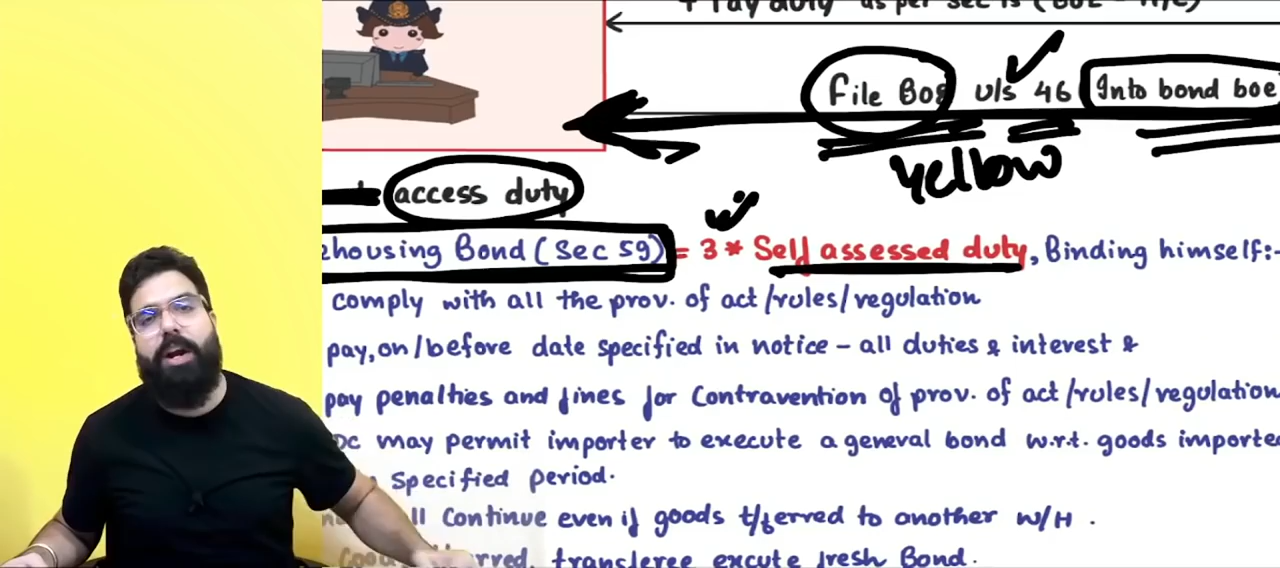 + Pay duty as per sec 15 (BOE - H/C)
File BOE u/s 46 Into bond boe
Yellow
access duty
ehousing Bond (Sec 59) = 3 * Self assessed duty, Binding himself:-
comply with all the prov. of act/rules/regulation
pay, on/before date specified in notice - all duties & interest &
pay penalties and fines for Contravention of prov. of act/rules/regulation
DC may permit importer to execute a general bond w.r.t. goods importe
specified period.
ll Continue even if goods t/ferred to another W/H .
rred, transferee excute fresh Bond.